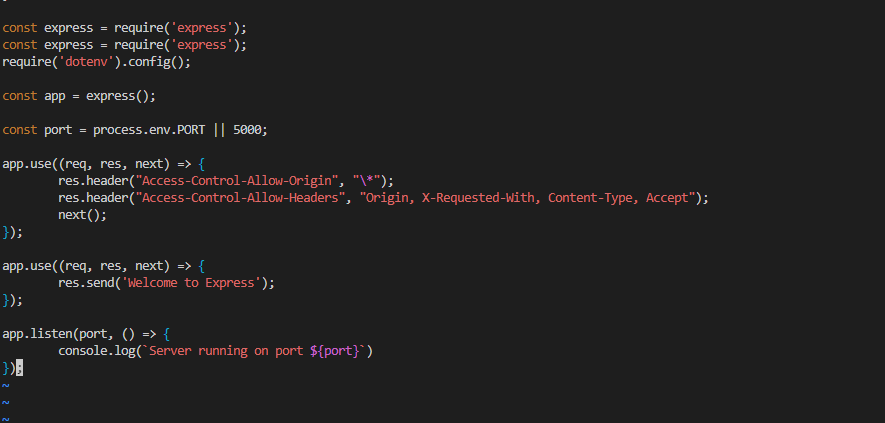 const express = require('express');
const express = require('express');
require('dotenv').config();
const app = express();
const port = process.env.PORT || 5000;
app.use((req, res, next) => {
        res.header("Access-Control-Allow-Origin", "\*");
        res.header("Access-Control-Allow-Headers", "Origin, X-Requested-With, Content-Type, Accept");
        next();
});
app.use((req, res, next) => {
        res.send('Welcome to Express');
});
app.listen(port, () => {
        console.log(`Server running on port ${port}`)
});
~
~
~